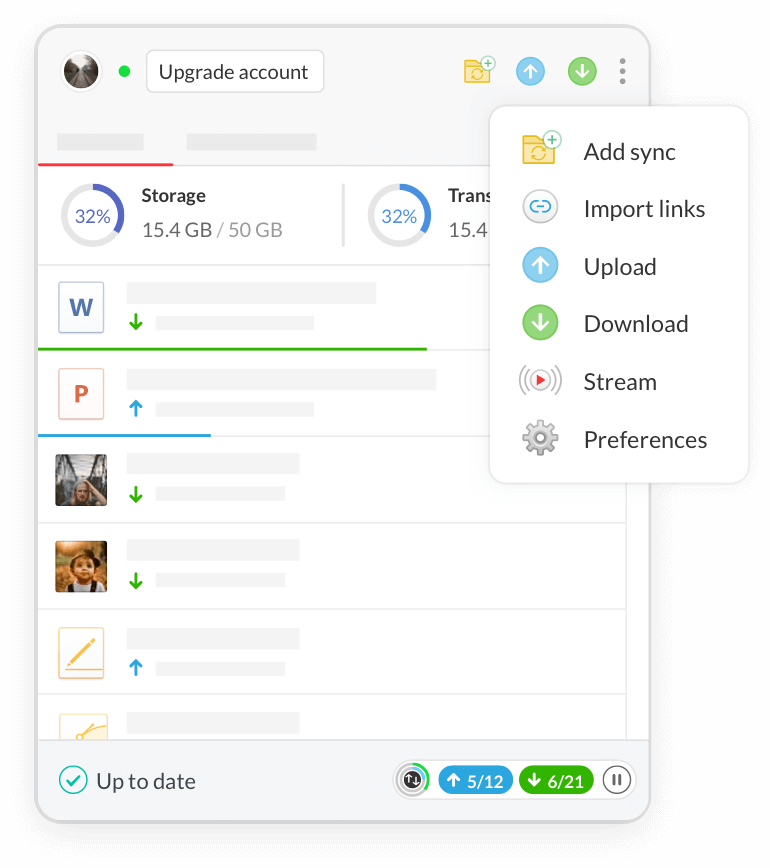 Upgrade account
Add sync
Import links
Upload
Download
Stream
Preferences
32%
Storage
15.4 GB / 50 GB
32%
Trans
15.4
W
P
Up to date
5/12
6/21